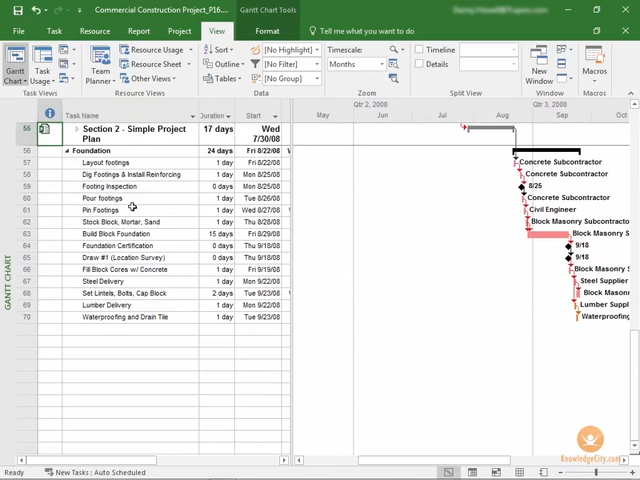 Commercial Construction Project_P16...
Gantt Chart Tools
File
Task
Resource
Report
Project
View
Format
Tell me what you want to do...
Gantt
Chart
Task
Usage
Task Views
Team
Planner
Resource Usage
Resource Sheet
Other Views
Resource Views
Sort
Outline
Tables
[No Highlight]
[No Filter]
[No Group]
Data
Timescale:
Months
Zoom
Timeline
Details
Split View
New
Window
Window
Macros
Macros
Task Name Duration Start
55 Section 2 - Simple Project Plan 17 days Wed 7/30/08
56 Foundation 24 days Fri 8/22/08
57 Layout footings 1 day Fri 8/22/08
58 Dig Footings & Install Reinforcing 1 day Mon 8/25/08
59 Footing Inspection 0 days Mon 8/25/08
60 Pour footings 1 day Tue 8/26/08
61 Pin Footings 1 day Wed 8/27/08
62 Stock Block, Mortar, Sand 1 day Thu 8/28/08
63 Build Block Foundation 15 days Fri 8/29/08
64 Foundation Certification 0 days Thu 9/18/08
65 Draw #1 (Location Survey) 0 days Thu 9/18/08
66 Fill Block Cores w/ Concrete 1 day Fri 9/19/08
67 Steel Delivery 1 day Mon 9/22/08
68 Set Lintels, Bolts, Cap Block 2 days Tue 9/23/08
69 Lumber Delivery 1 day Mon 9/22/08
70 Waterproofing and Drain Tile 1 day Tue 9/23/08
Qtr 2, 2008 Qtr 3, 2008
May Jun Jul Aug Sep Oct
Concrete Subcontractor
Concrete Subcontractor
8/25
Concrete Subcontractor
Civil Engineer
Block Masonry Subcontractor
Block Masonry S
9/18
9/18
Block Masonry S
Steel Supplier
Block Mason
Lumber Supplie
Waterproofing
GANTT CHART
KnowledgeCity.com
Ready
New Tasks : Auto Scheduled